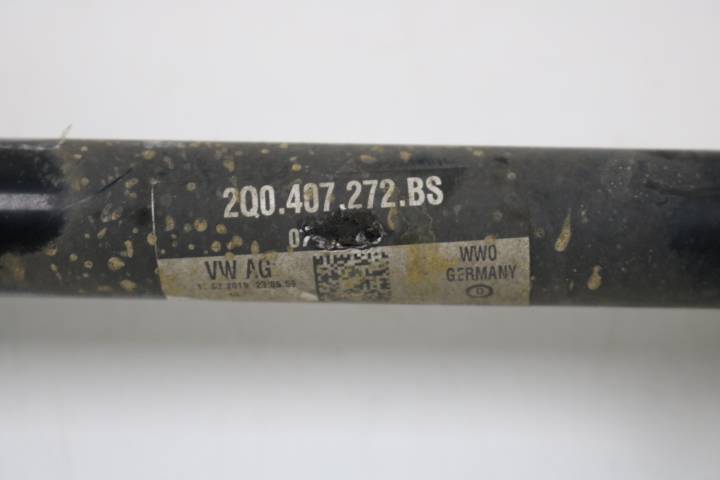 2Q0.407.272.BS
VW AG
WWO
GERMANY